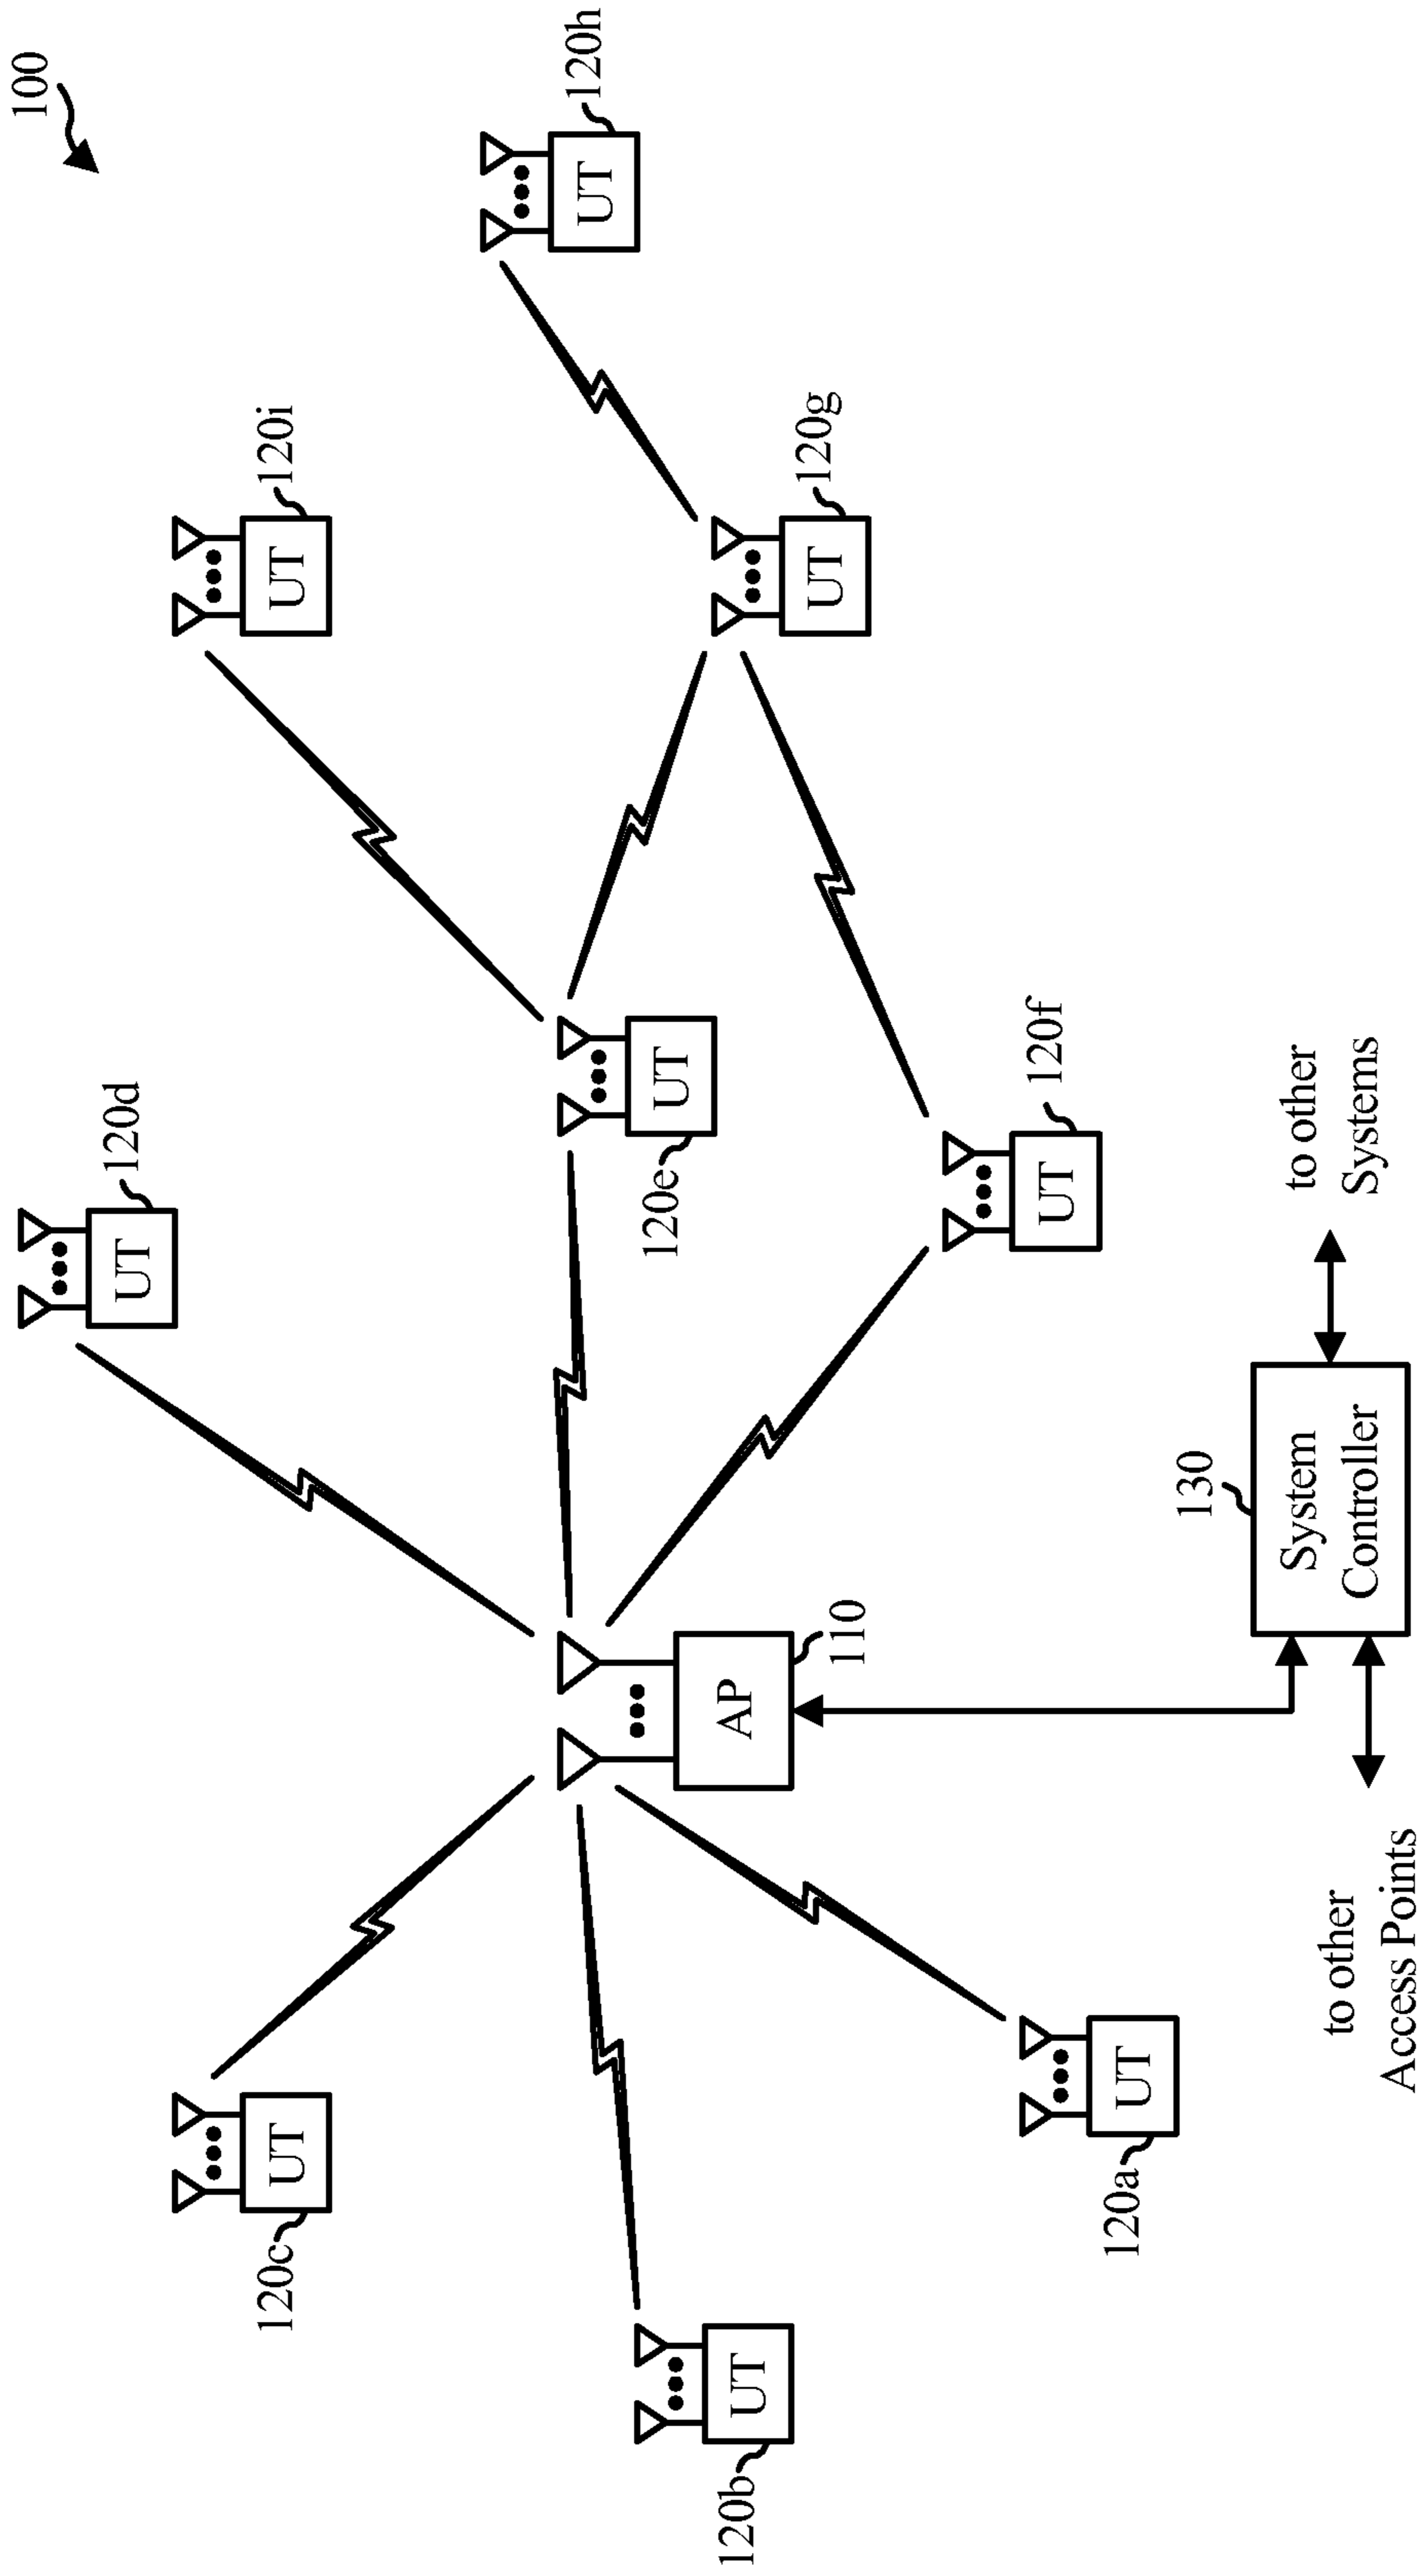 100
120d
UT
120i
UT
120c
UT
120h
UT
120e
UT
120g
UT
110
AP
120b
UT
120f
UT
120a
UT
130
System
Controller
to other
Systems
to other
Access Points